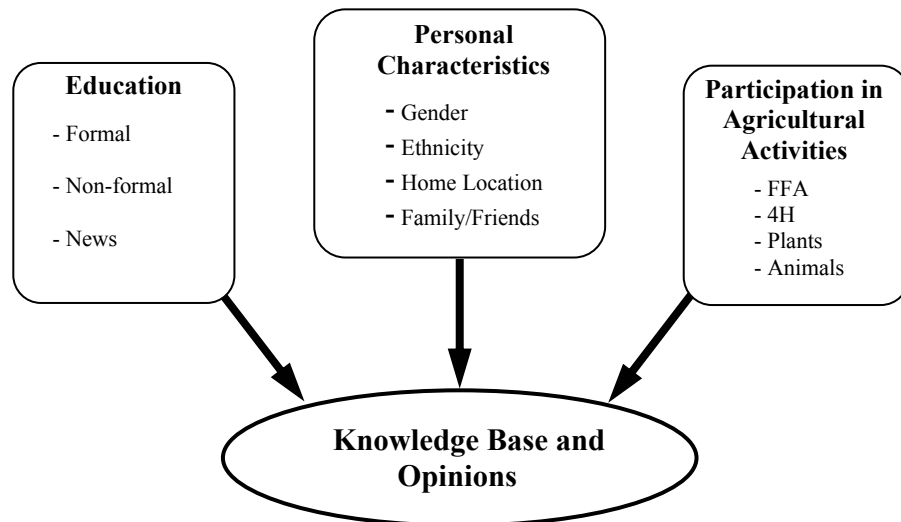 Education
- Formal
- Non-formal
- News
Personal
Characteristics
- Gender
- Ethnicity
- Home Location
- Family/Friends
Participation in
Agricultural
Activities
- FFA
- 4H
- Plants
- Animals
Knowledge Base and
Opinions